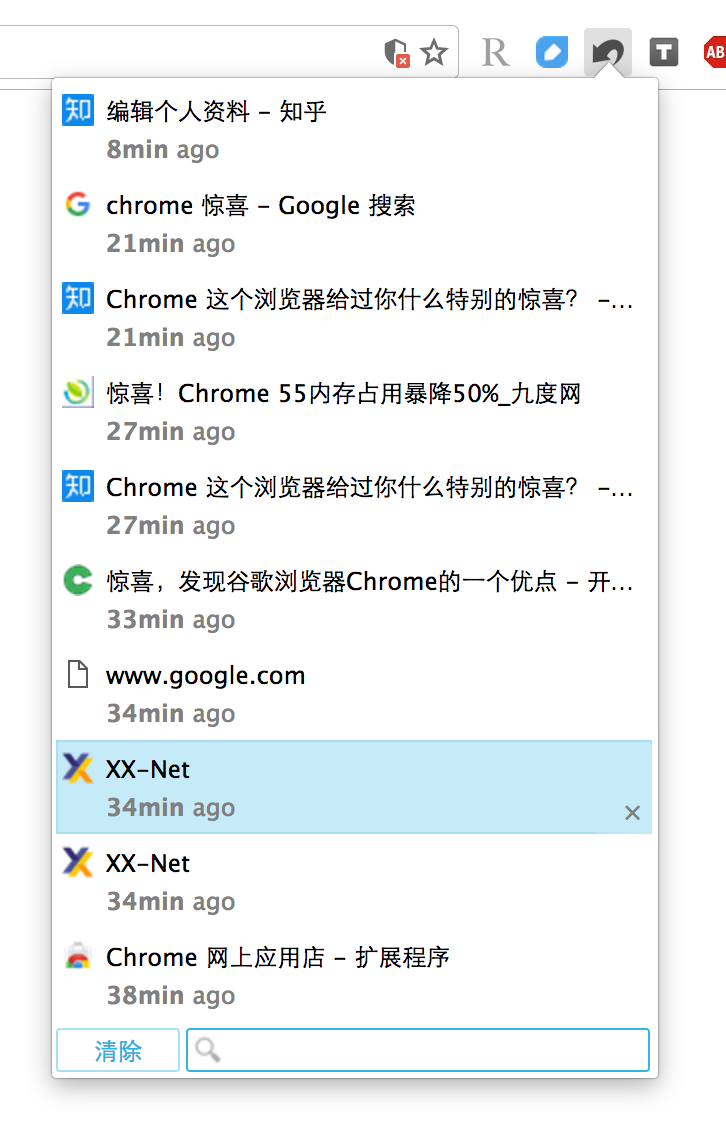 R
T
AB
知 编辑个人资料 – 知乎
8min ago
G chrome 惊喜 – Google 搜索
21min ago
知 Chrome 这个浏览器给过你什么特别的惊喜？ –...
21min ago
惊喜！Chrome 55内存占用暴降50%_九度网
27min ago
知 Chrome 这个浏览器给过你什么特别的惊喜？ –...
27min ago
C 惊喜，发现谷歌浏览器Chrome的一个优点 – 开...
33min ago
www.google.com
34min ago
XX–Net
34min ago
XX–Net
34min ago
Chrome 网上应用店 – 扩展程序
38min ago
清除